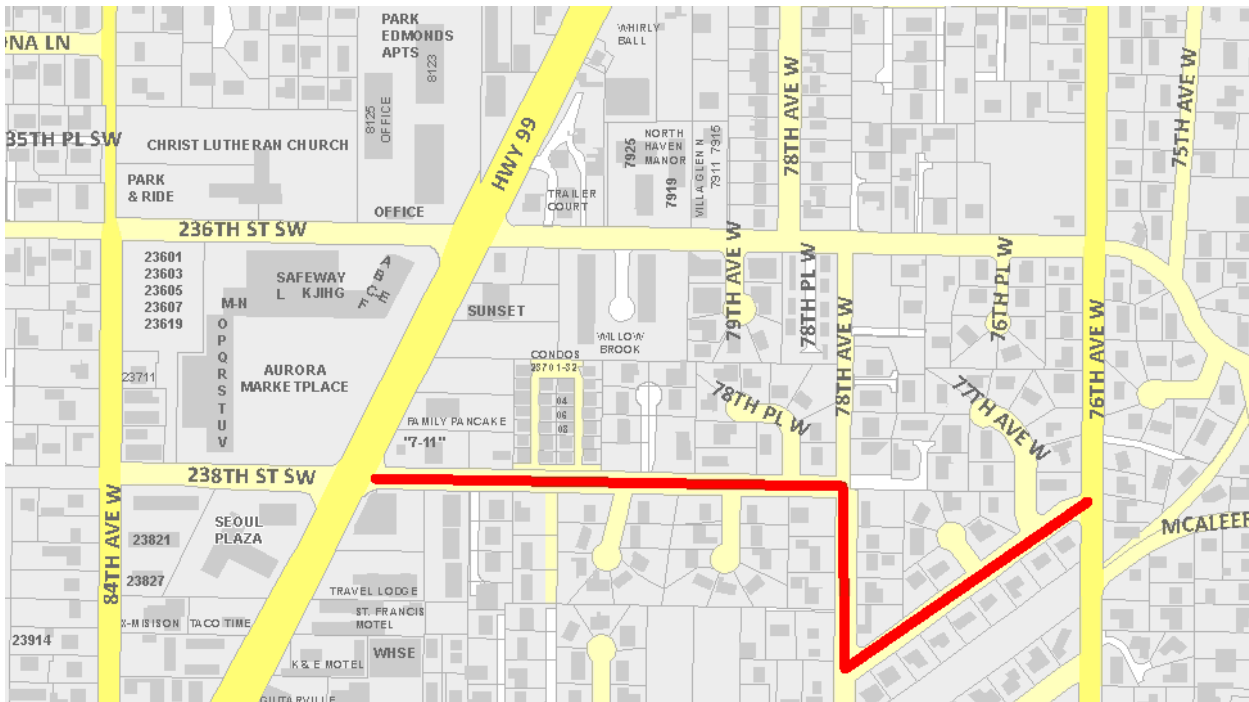 PARK
EDMONDS
APTS
8123
8125
OFFICE
WHIRLY
BALL
NA LN
HWY 99
78TH AVE W
75TH AVE W
35TH PL SW
CHRIST LUTHERAN CHURCH
PARK
& RIDE
OFFICE
NORTH
HAVEN
MANOR
7925
7919
VILLA GLENN
7911 7915
TRAILER
COURT
236TH ST SW
23601
23603
23605
23607
23619
SAFEWAY
L KJIHG
A
B
C E
F
M-N
O
P
Q
R
S
T
U
V
AURORA
MARKETPLACE
23711
SUNSET
WILLOW
BROOK
CONDOS
23701-32
04
06
08
79TH AVE W
78TH PL W
78TH AVE W
76TH PL W
76TH AVE W
78TH PL W
77TH AVE W
FAMILY PANCAKE
"7-11"
238TH ST SW
84TH AVE W
SEOUL
PLAZA
23821
23827
MCALEER
TRAVEL LODGE
ST. FRANCIS
MOTEL
X-MISISON
TACO TIME
23914
K & E MOTEL
WHSE
GUITARVILLE